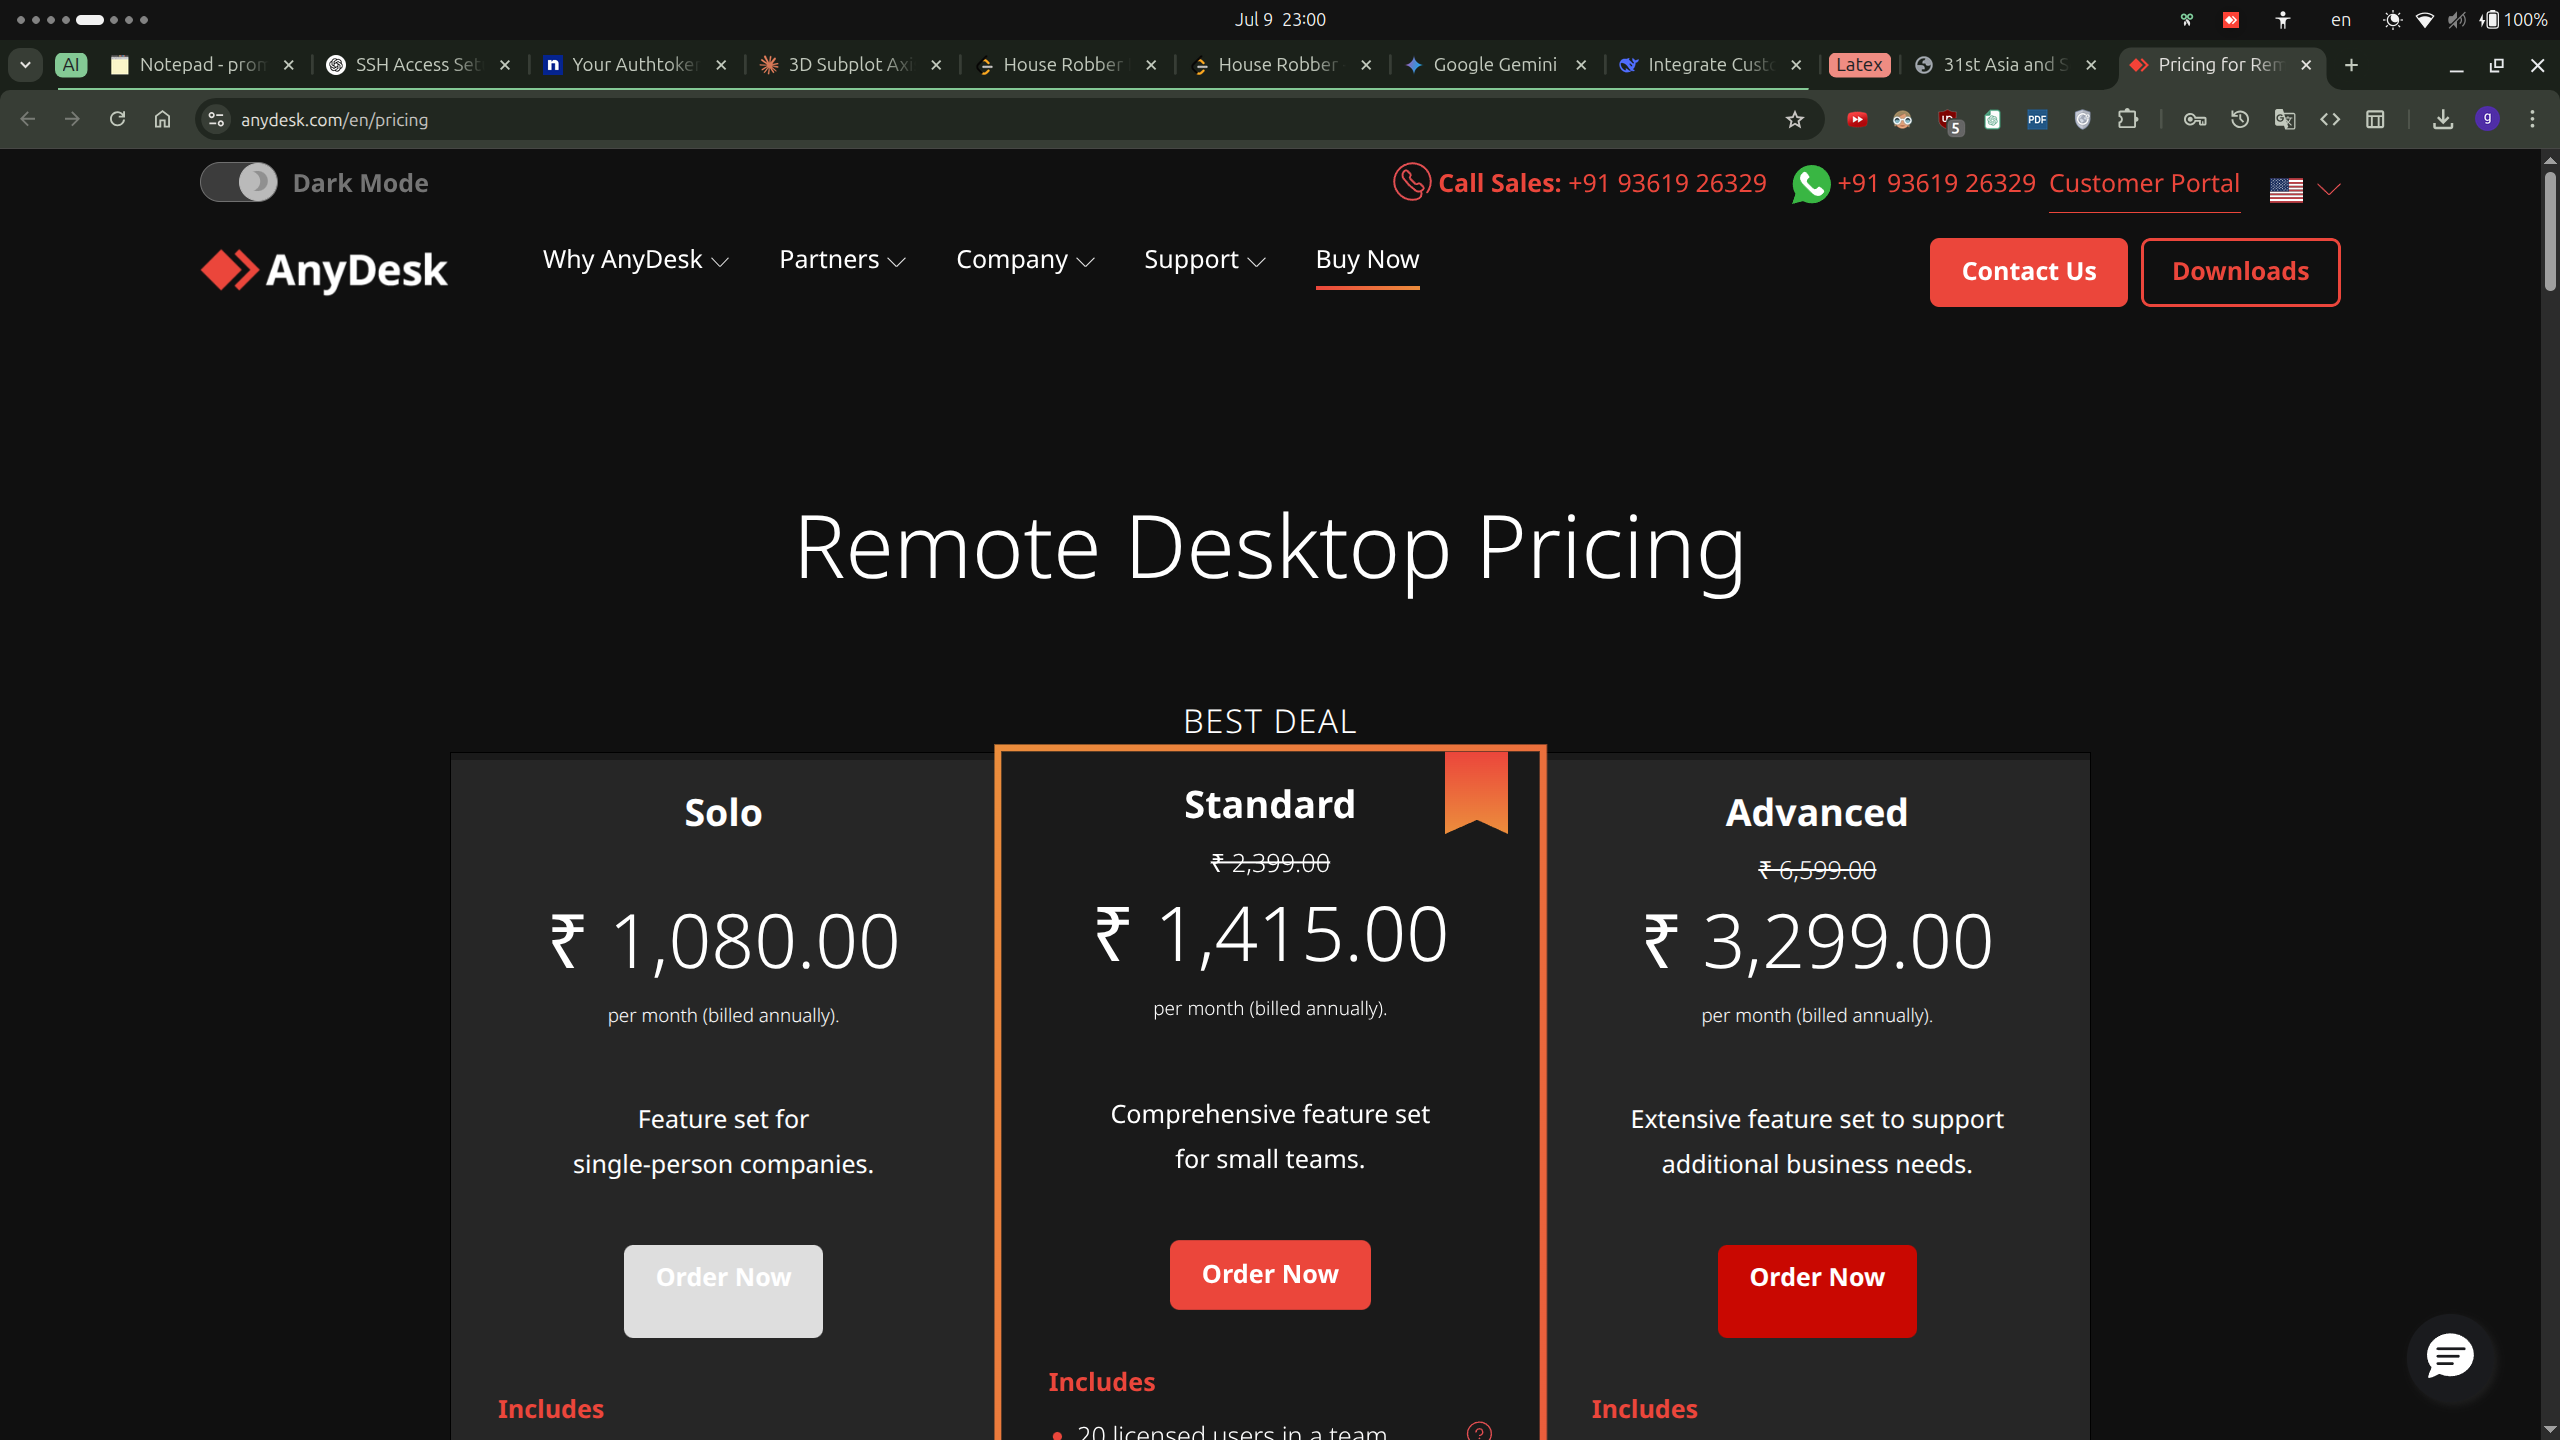 Jul 9 23:00
en
100%
AI
Notepad - pron
SSH Access Set
n
Your Authtoke
3D Subplot Axi
House Robber
House Robber
Google Gemini
Integrate Custo
Latex
31st Asia and S
Pricing for Rem
anydesk.com/en/pricing
5
PDF
g
Dark Mode
Call Sales: +91 93619 26329
+91 93619 26329
Customer Portal
AnyDesk
Why AnyDesk
Partners
Company
Support
Buy Now
Contact Us
Downloads
Remote Desktop Pricing
BEST DEAL
Solo
₹ 1,080.00
per month (billed annually).
Feature set for
single-person companies.
Order Now
Includes
Standard
₹ 2,399.00
₹ 1,415.00
per month (billed annually).
Comprehensive feature set
for small teams.
Order Now
Includes
20 licensed users in a team
?
Advanced
₹ 6,599.00
₹ 3,299.00
per month (billed annually).
Extensive feature set to support
additional business needs.
Order Now
Includes